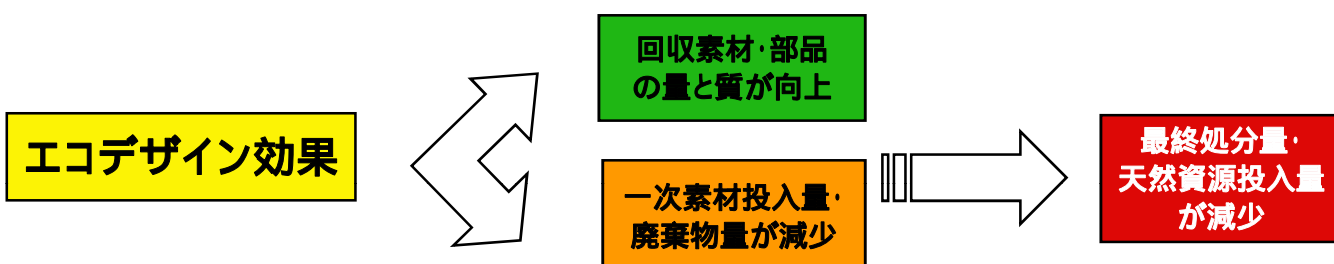 エコデザイン効果
回収素材・部品
の量と質が向上
一次素材投入量・
廃棄物量が減少
最終処分量・
天然資源投入量
が減少